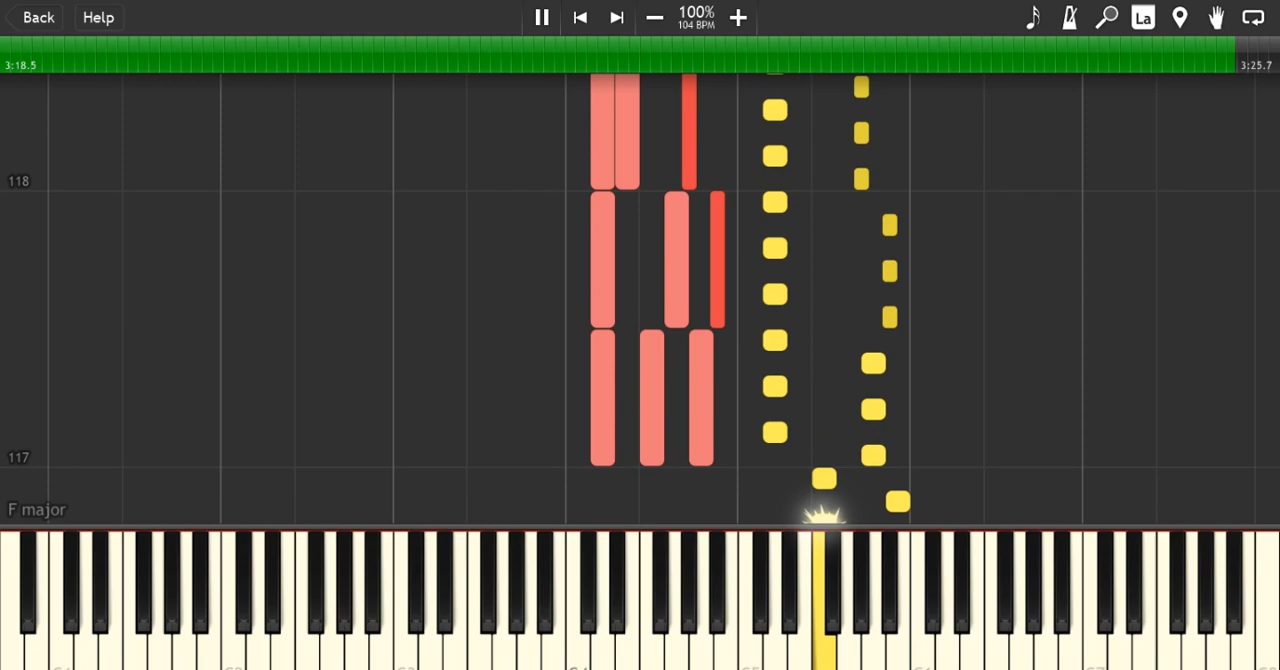 Back Help 100% La
104 BPM
3:18.5 3:25.7
118
117
F major